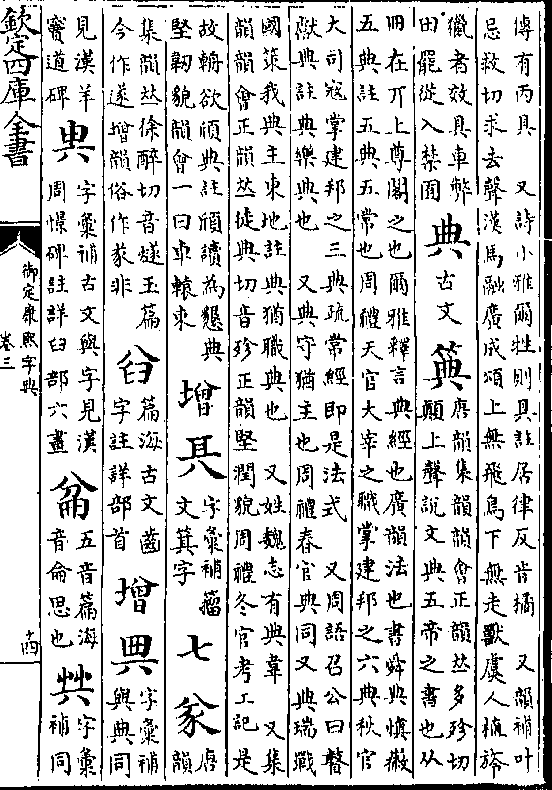 傳有丙具　又詩小雅爾牲則具註居律反音橘　又韻補叶
忌救切求去聲漢馬融廣成頌上無飛鳥下無走獸虞人植旍
獵者效具車弊
田罷從入禁囿
典
古文
籅
唐韻集韻韻會正韻𠀤多殄切
顚上聲說文典五帝之書也从
冊在丌上尊閣之也爾雅釋言典經也廣韻法也書舜典愼徽
五典註五典五常也周禮天官大宰之職掌建邦之六典秋官
大司寇掌建邦之三典疏常經卽是法式　又周語召公曰瞽
獻典註典樂典也　又典守猶主也周禮春官典同又典瑞戰
國策我典主東地註典猶職典也　又姓魏志有典韋　又集
韻韻會正韻𠀤徒典切音殄正韻堅潤貌周禮冬官考工記是
故輈欲頎典註頎讀爲懇典
堅韌貌韻會一曰車轅束
增
字彙補籀
文箕字
七
㒸
唐
韻
集韻𠀤徐醉切音燧玉篇
今作遂增韻俗作㒸非
篇海古文齒
字註詳部首
增
字彙補
與典同
見漢羊
竇道碑
字彙補古文與字見漢
周憬碑註詳臼部六畫
五音篇海
音侖思也
字彙
補同
欽定四庫全書
御定康熙字典
卷三
十四